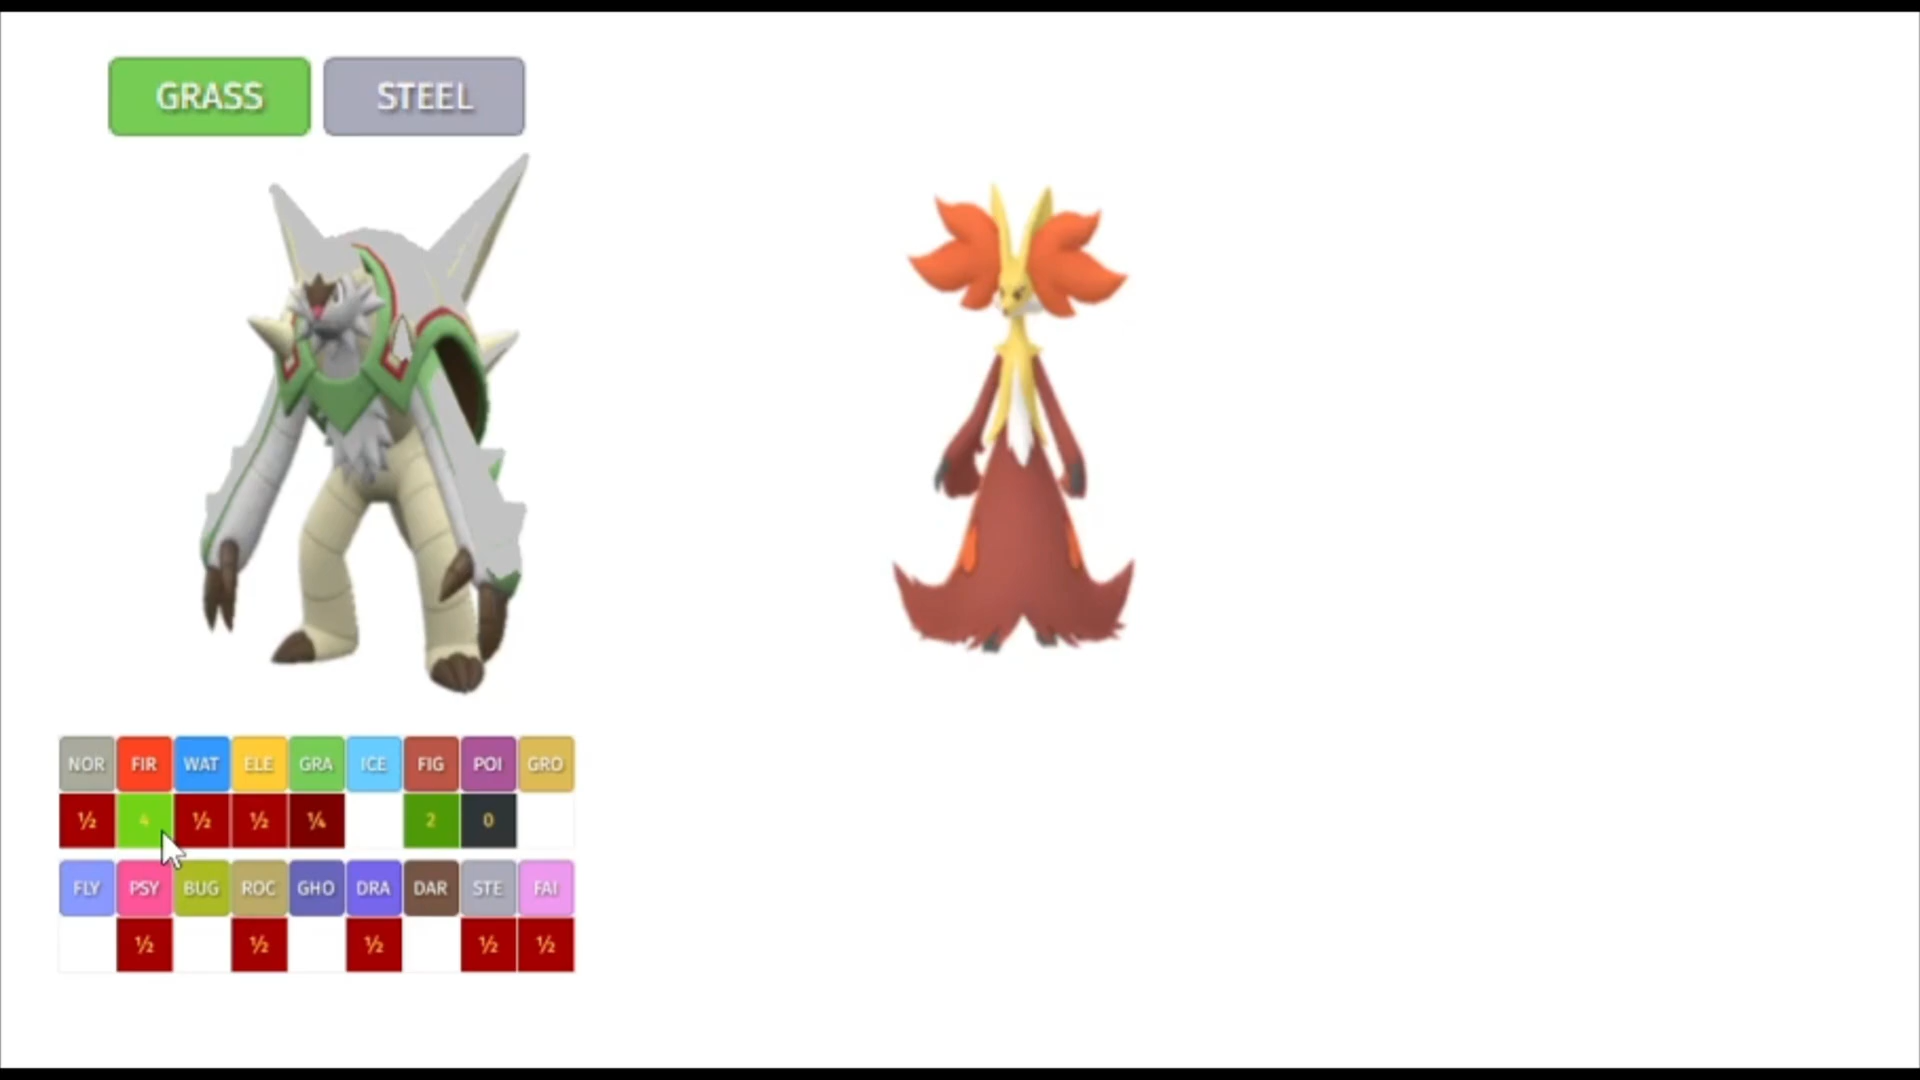 GRASS STEEL
NOR FIR WAT ELE GRA ICE FIG POI GRO
½ 4 ½ ½ ¼ 2 0
FLY PSY BUG ROC GHO DRA DAR STE FAI
½ ½ ½ ½ ½